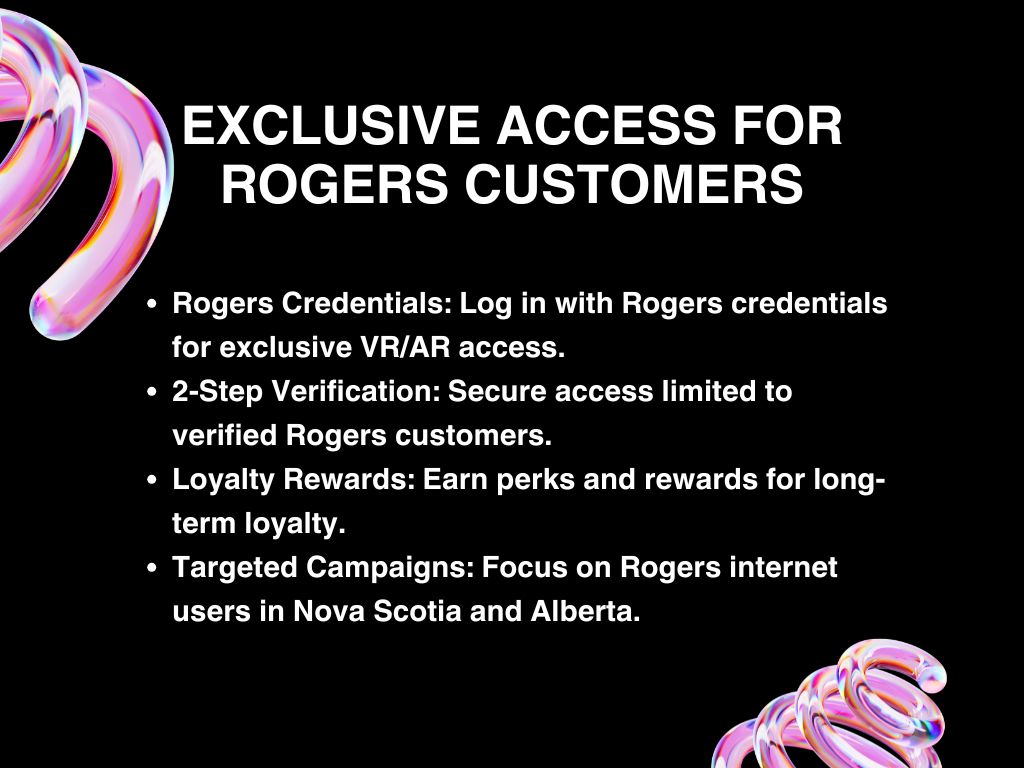 EXCLUSIVE ACCESS FOR
ROGERS CUSTOMERS
• Rogers Credentials: Log in with Rogers credentials
for exclusive VR/AR access.
• 2-Step Verification: Secure access limited to
verified Rogers customers.
• Loyalty Rewards: Earn perks and rewards for long-
term loyalty.
• Targeted Campaigns: Focus on Rogers internet
users in Nova Scotia and Alberta.